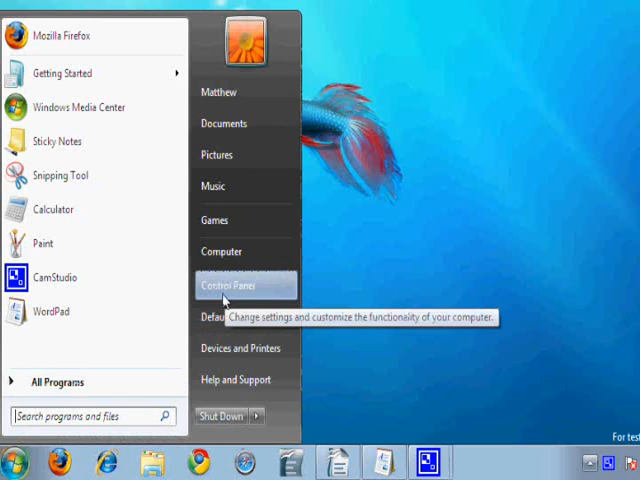 Mozilla Firefox
Getting Started
Windows Media Center
Sticky Notes
Snipping Tool
Calculator
Paint
CamStudio
WordPad
All Programs
Search programs and files
Matthew
Documents
Pictures
Music
Games
Computer
Control Panel
Change settings and customize the functionality of your computer.
Defau
Devices and Printers
Help and Support
Shut Down
For test